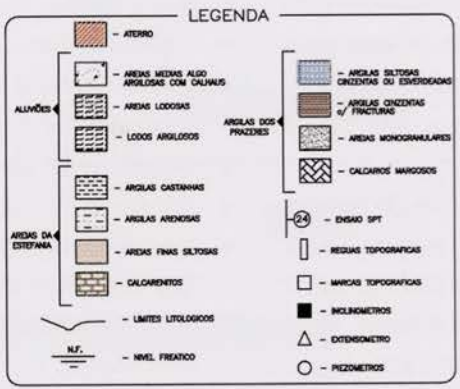 LEGENDA
ATERRO
ALUVIÕES
AREIAS MEDIAS ALGO
ARGILOSAS COM CALHAUS
AREIAS LODOSAS
LODOS ARGILOSOS
AREIAS DA
ESTEFANIA
ARGILAS CASTANHAS
ARGILAS ARENOSAS
AREIAS FINAS SILTOSAS
CALCARENITOS
LIMITES LITOLOGICOS
N.F.
NIVEL FREATICO
ARGILAS DOS
PRAZERES
ARGILAS SILTOSAS
CINZENTAS OU ESVERDEADAS
ARGILAS CINZENTAS
c/ FRACTURAS
AREIAS MONOGRANULARES
CALCARIOS MARGOSOS
24
ENSAIO SPT
REGUAS TOPOGRAFICAS
MARCAS TOPOGRAFICAS
INCLINOMETROS
EXTENSOMETRO
PIEZOMETROS